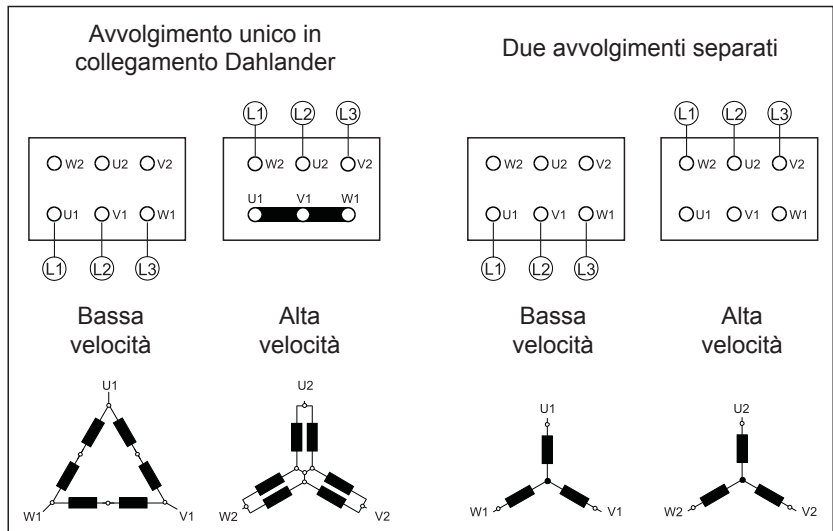 Avvolgimento unico in
collegamento Dahlander
Due avvolgimenti separati
L1 L2 L3
W2 U2 V2
U1 V1 W1
L1 L2 L3
W2 U2 V2
U1 V1 W1
W2 U2 V2
U1 V1 W1
L1 L2 L3
L1 L2 L3
W2 U2 V2
U1 V1 W1
Bassa
velocità
Alta
velocità
Bassa
velocità
Alta
velocità
U1
W1 V1
U2
W2 V2
U1
W1 V1
U2
W2 V2